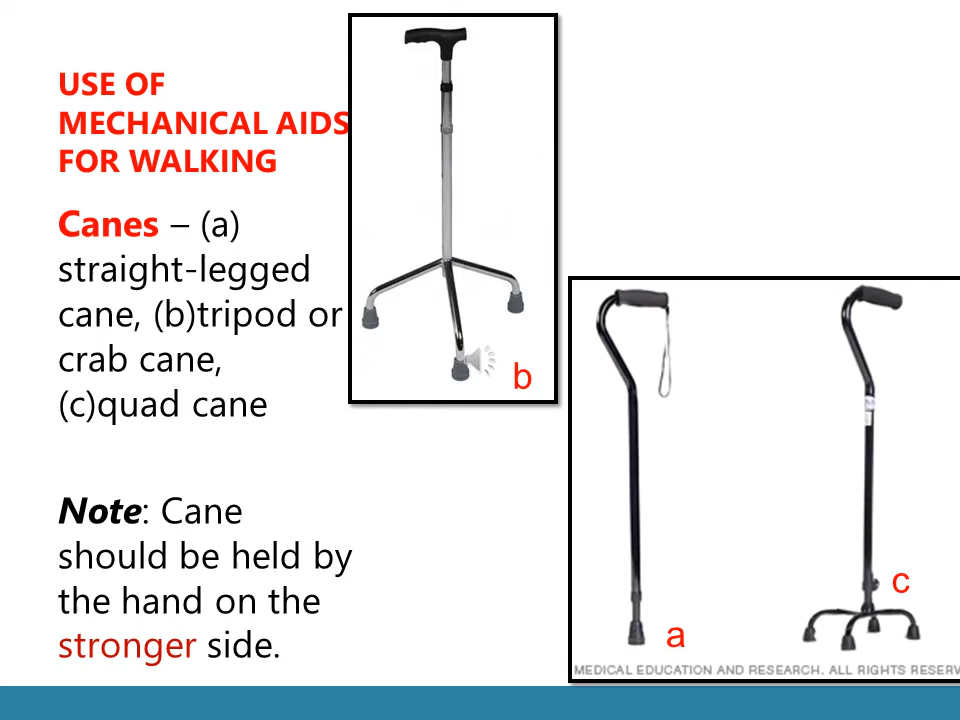 USE OF
MECHANICAL AIDS
FOR WALKING
Canes – (a)
straight-legged
cane, (b)tripod or
crab cane,
(c)quad cane
Note: Cane
should be held by
the hand on the
stronger side.
b
a
c
MEDICAL EDUCATION AND RESEARCH. ALL RIGHTS RESERV